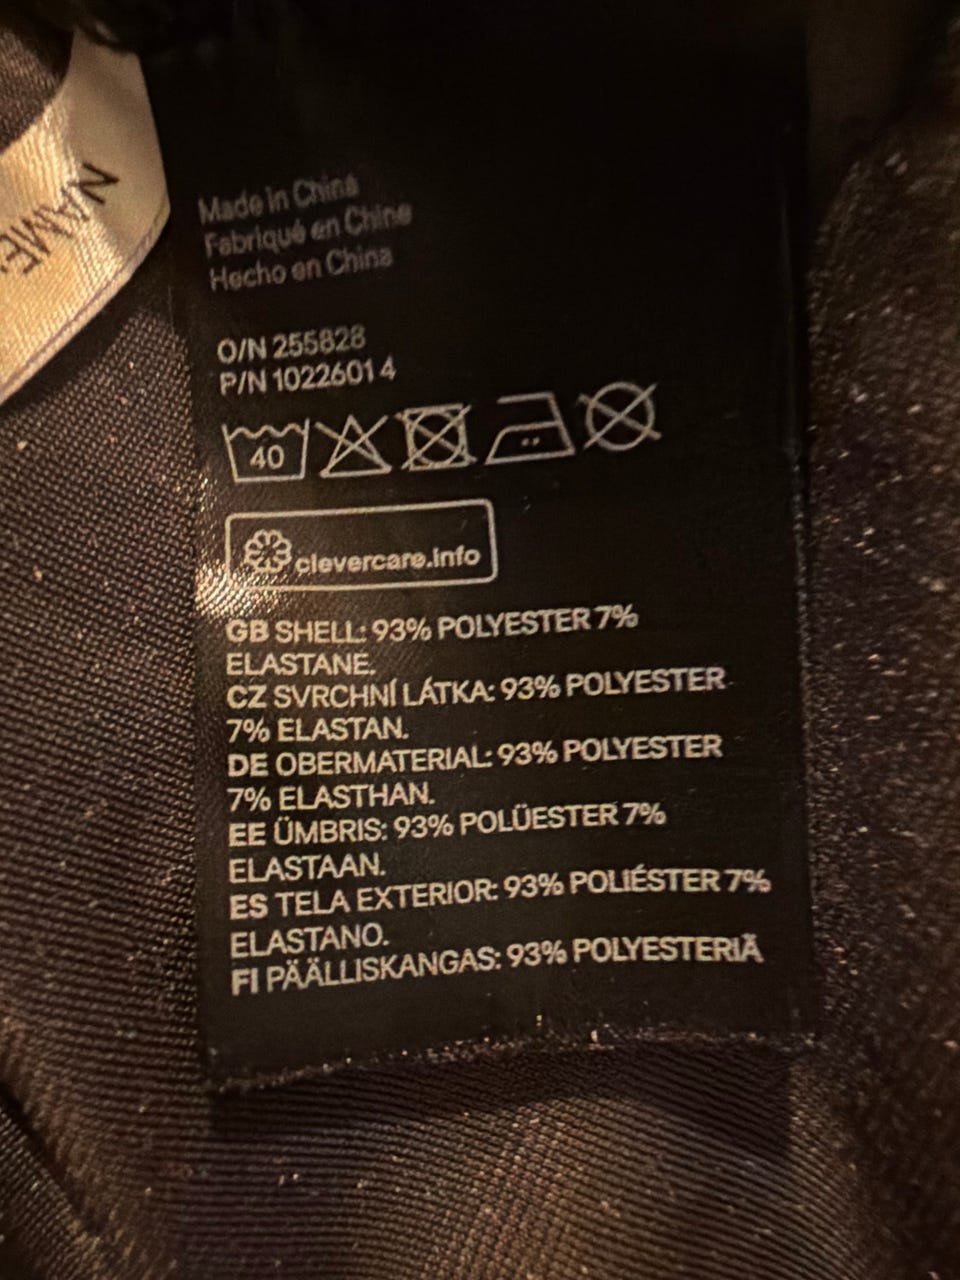 NAME:
Made in China
Fabriqué en Chine
Hecho en China
O/N 255828
P/N 10226014
40
clevercare.info
GB SHELL: 93% POLYESTER 7%
ELASTANE.
CZ SVRCHNÍ LÁTKA: 93% POLYESTER
7% ELASTAN.
DE OBERMATERIAL: 93% POLYESTER
7% ELASTHAN.
EE ÜMBRIS: 93% POLÜESTER 7%
ELASTAAN.
ES TELA EXTERIOR: 93% POLIÉSTER 7%
ELASTANO.
FI PÄÄLLISKANGAS: 93% POLYESTERIÄ